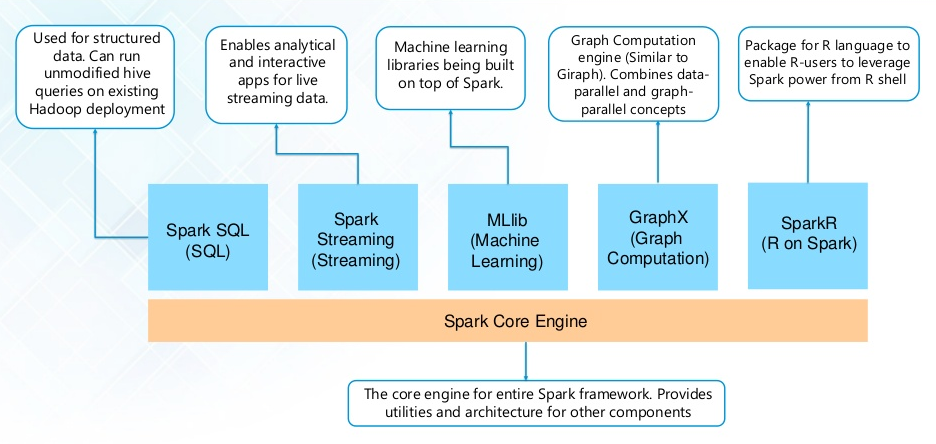 Used for structured
data. Can run
unmodified hive
queries on existing
Hadoop deployment
Enables analytical
and interactive
apps for live
streaming data.
Machine learning
libraries being built
on top of Spark.
Graph Computation
engine (Similar to
Giraph). Combines data-
parallel and graph-
parallel concepts
Package for R language to
enable R-users to leverage
Spark power from R shell
Spark SQL
(SQL)
Spark
Streaming
(Streaming)
MLlib
(Machine
Learning)
GraphX
(Graph
Computation)
SparkR
(R on Spark)
Spark Core Engine
The core engine for entire Spark framework. Provides
utilities and architecture for other components